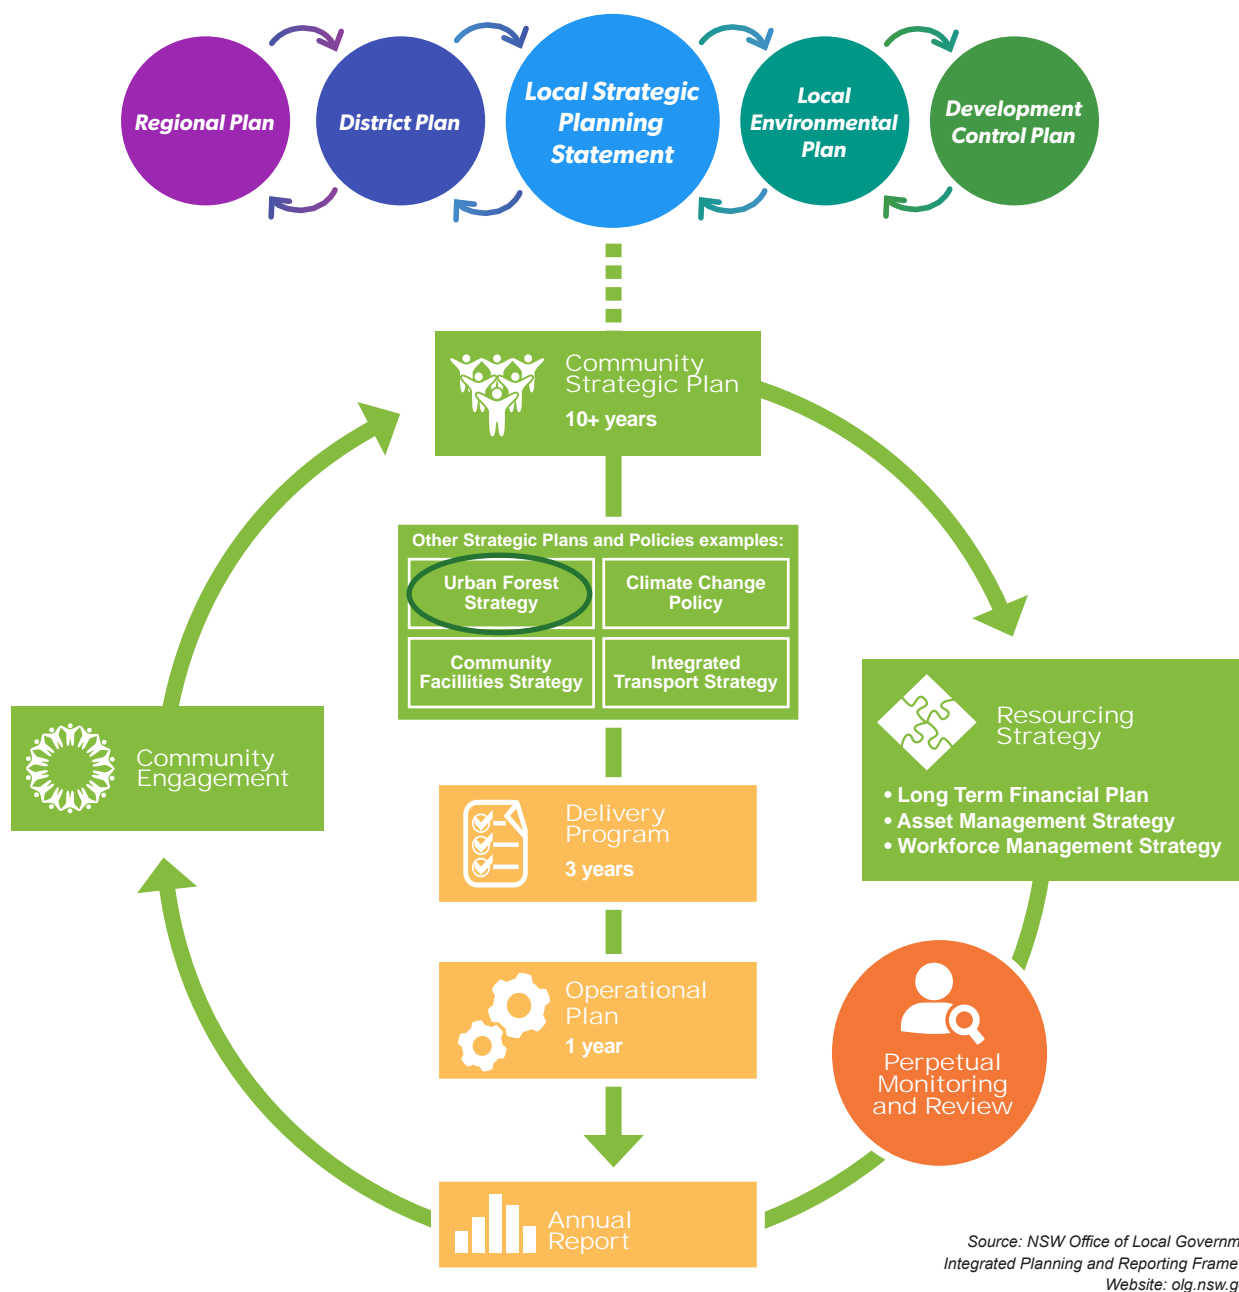 Regional Plan
District Plan
Local Strategic
Planning
Statement
Local
Environmental
Plan
Development
Control Plan
Community
Strategic Plan
10+ years
Other Strategic Plans and Policies examples:
Urban Forest
Strategy
Climate Change
Policy
Community
Facillities Strategy
Integrated
Transport Strategy
Community
Engagement
Resourcing
Strategy
• Long Term Financial Plan
• Asset Management Strategy
• Workforce Management Strategy
Delivery
Program
3 years
Operational
Plan
1 year
Perpetual
Monitoring
and Review
Annual
Report
Source: NSW Office of Local Governm
Integrated Planning and Reporting Frame
Website: olg.nsw.g